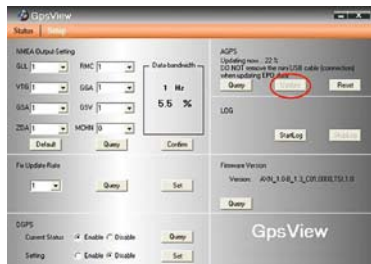 GpsView
Status
NMEA Output Setting
GLL 1 RMC 1
VTG 1 GGA 1
GSA 1 GSV 1
ZDA 1 MCHN 0
Default Query Confirm
Data bandwidth
1 Hz
5.5 %
Fix Update Rate
1 Query Set
DGPS
Current Status Enable Disable Query
Setting Enable Disable Set
AGPS
Updating now.. 22 %
DO NOT remove the mini USB cable (connection)
when updating EPO data
Query Update Reset
LOG
StartLog
Firmware Version
Query
GpsView